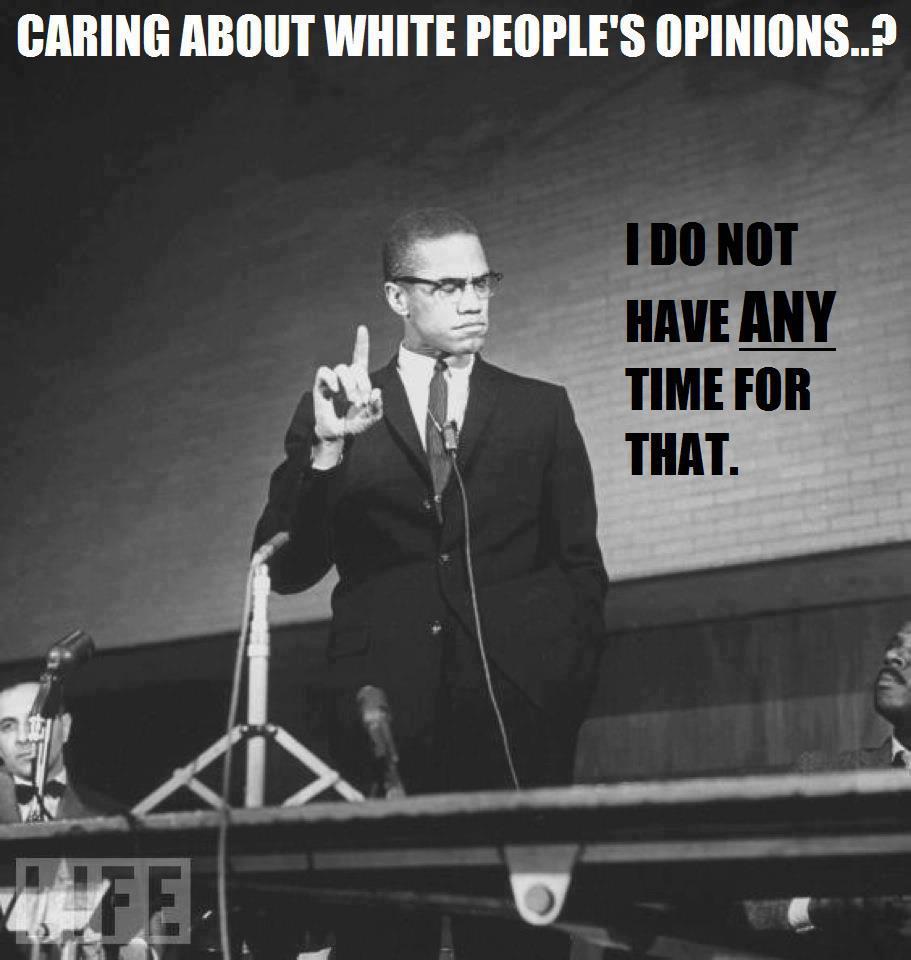 CARING ABOUT WHITE PEOPLE'S OPINIONS..?
I DO NOT
HAVE ANY
TIME FOR
THAT.
LIFE